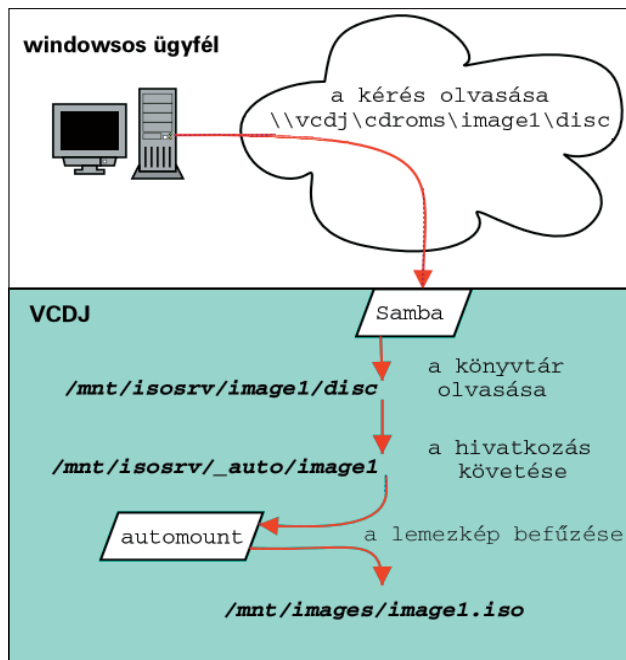 windowsos ügyfél
a kérés olvasása
\\vcdj\cdroms\image1\disc
VCDJ
Samba
/mnt/isosrv/image1/disc
a könyvtár
olvasása
/mnt/isosrv/_auto/image1
a hivatkozás
követése
automount
a lemezkép befűzése
/mnt/images/image1.iso